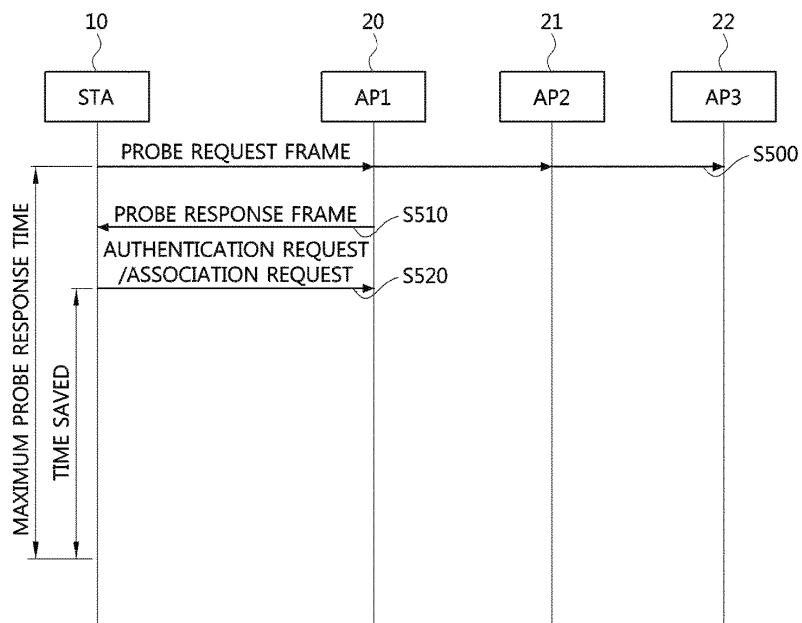 10
20
21
22
STA
AP1
AP2
AP3
PROBE REQUEST FRAME
S500
PROBE RESPONSE FRAME
S510
AUTHENTICATION REQUEST
/ASSOCIATION REQUEST
S520
MAXIMUM PROBE RESPONSE TIME
TIME SAVED